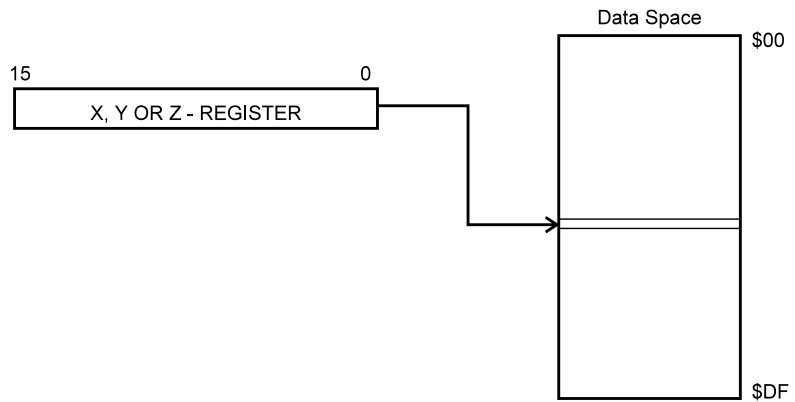 Data Space
$00
15 0
X, Y OR Z - REGISTER
$DF